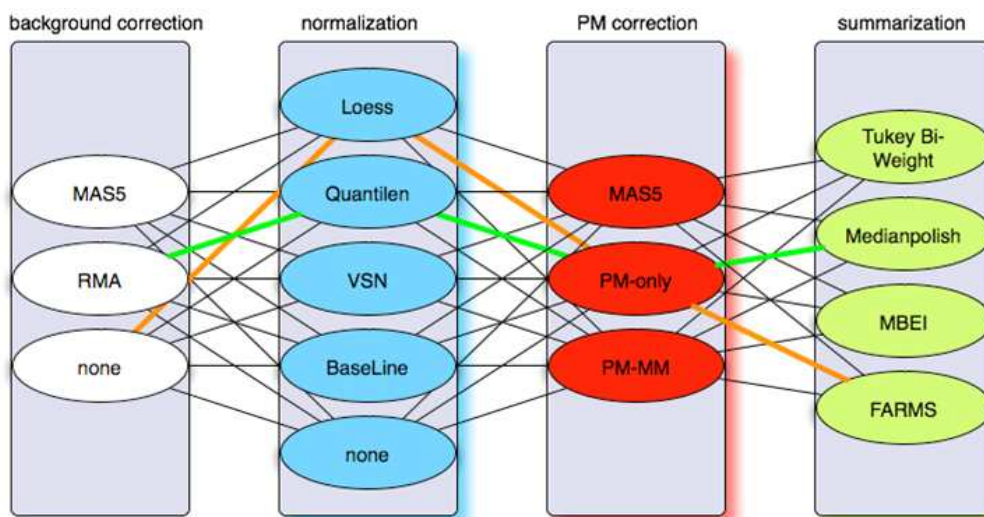 background correction
normalization
PM correction
summarization
MAS5
RMA
none
Loess
Quantilen
VSN
BaseLine
none
MAS5
PM-only
PM-MM
Tukey Bi-
Weight
Medianpolish
MBEI
FARMS